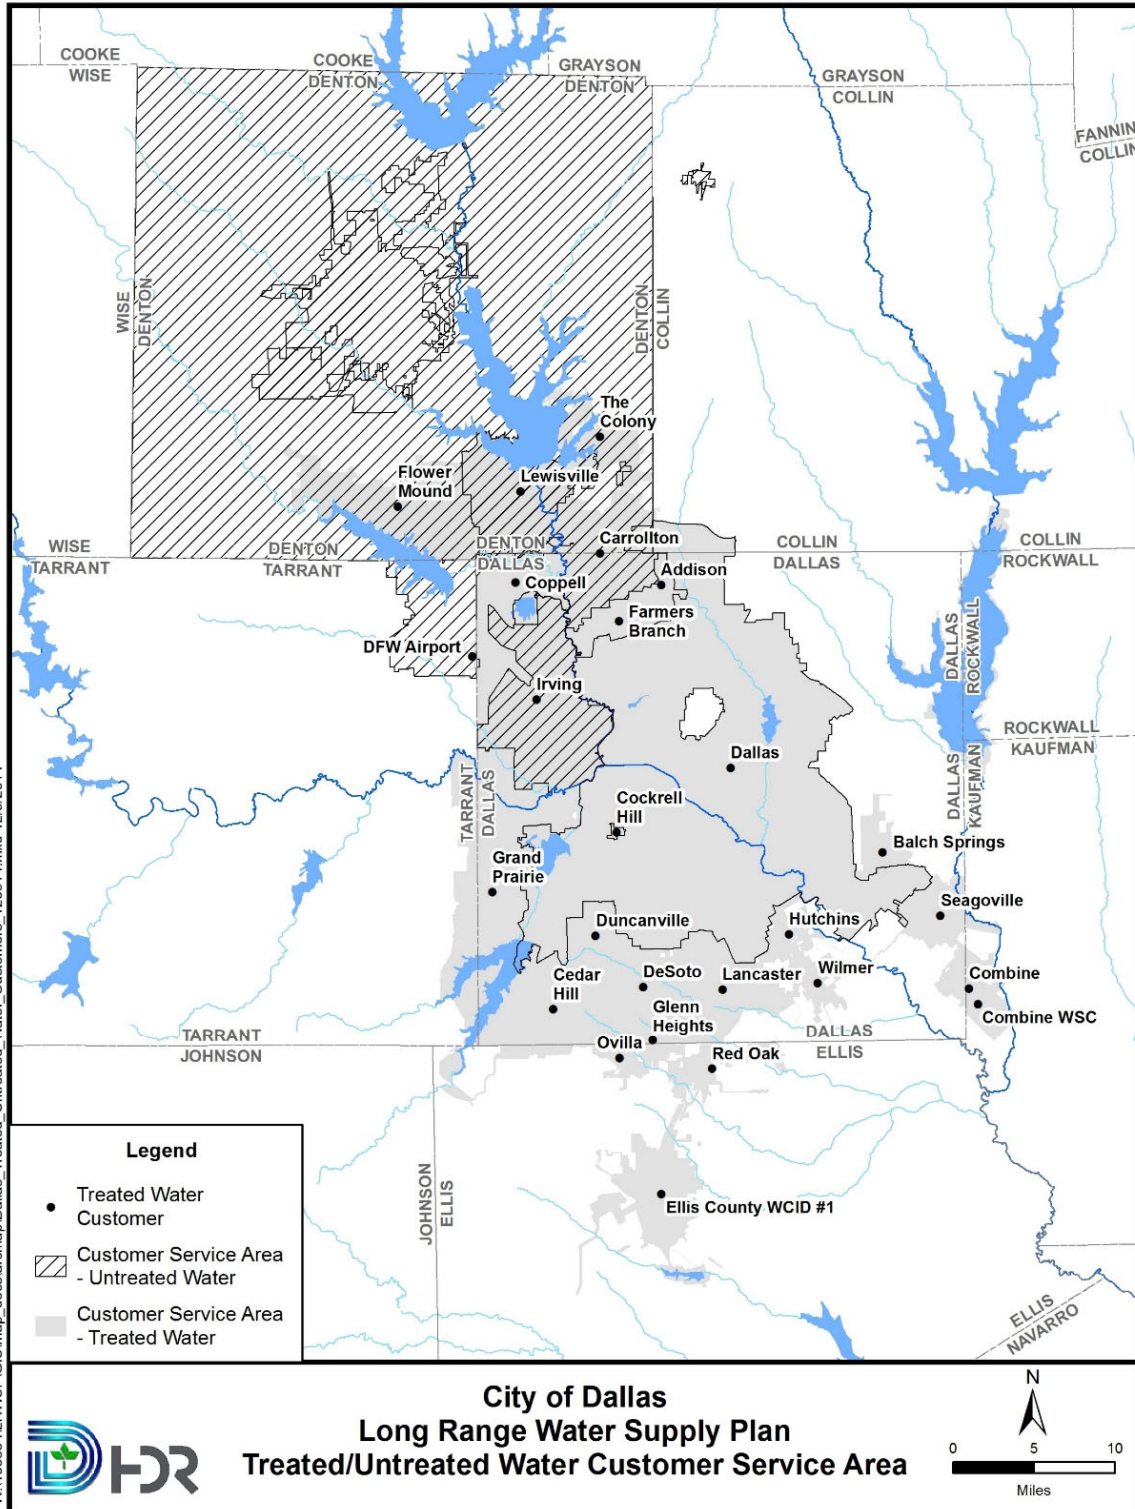 COOKE
WISE
COOKE
DENTON
GRAYSON
DENTON
GRAYSON
COLLIN
FANNIN
COLLIN
WISE
DENTON
DENTON
COLLIN
The
Colony
Flower
Mound
Lewisville
WISE
TARRANT
DENTON
TARRANT
DENTON
DALLAS
Carrollton
COLLIN
DALLAS
COLLIN
ROCKWALL
Coppell
Addison
Farmers
Branch
DFW Airport
DALLAS
ROCKWALL
Irving
ROCKWALL
KAUFMAN
Dallas
TARRANT
DALLAS
DALLAS
KAUFMAN
Cockrell
Hill
Balch Springs
Grand
Prairie
Seagoville
Duncanville
Hutchins
Cedar
Hill
DeSoto
Lancaster
Wilmer
Combine
Combine WSC
Glenn
Heights
TARRANT
JOHNSON
Ovilla
Red Oak
DALLAS
ELLIS
JOHNSON
ELLIS
Ellis County WCID #1
ELLIS
NAVARRO
Legend
Treated Water
Customer
Customer Service Area
- Untreated Water
Customer Service Area
- Treated Water
City of Dallas
Long Range Water Supply Plan
Treated/Untreated Water Customer Service Area
HDR
N
0 5 10
Miles